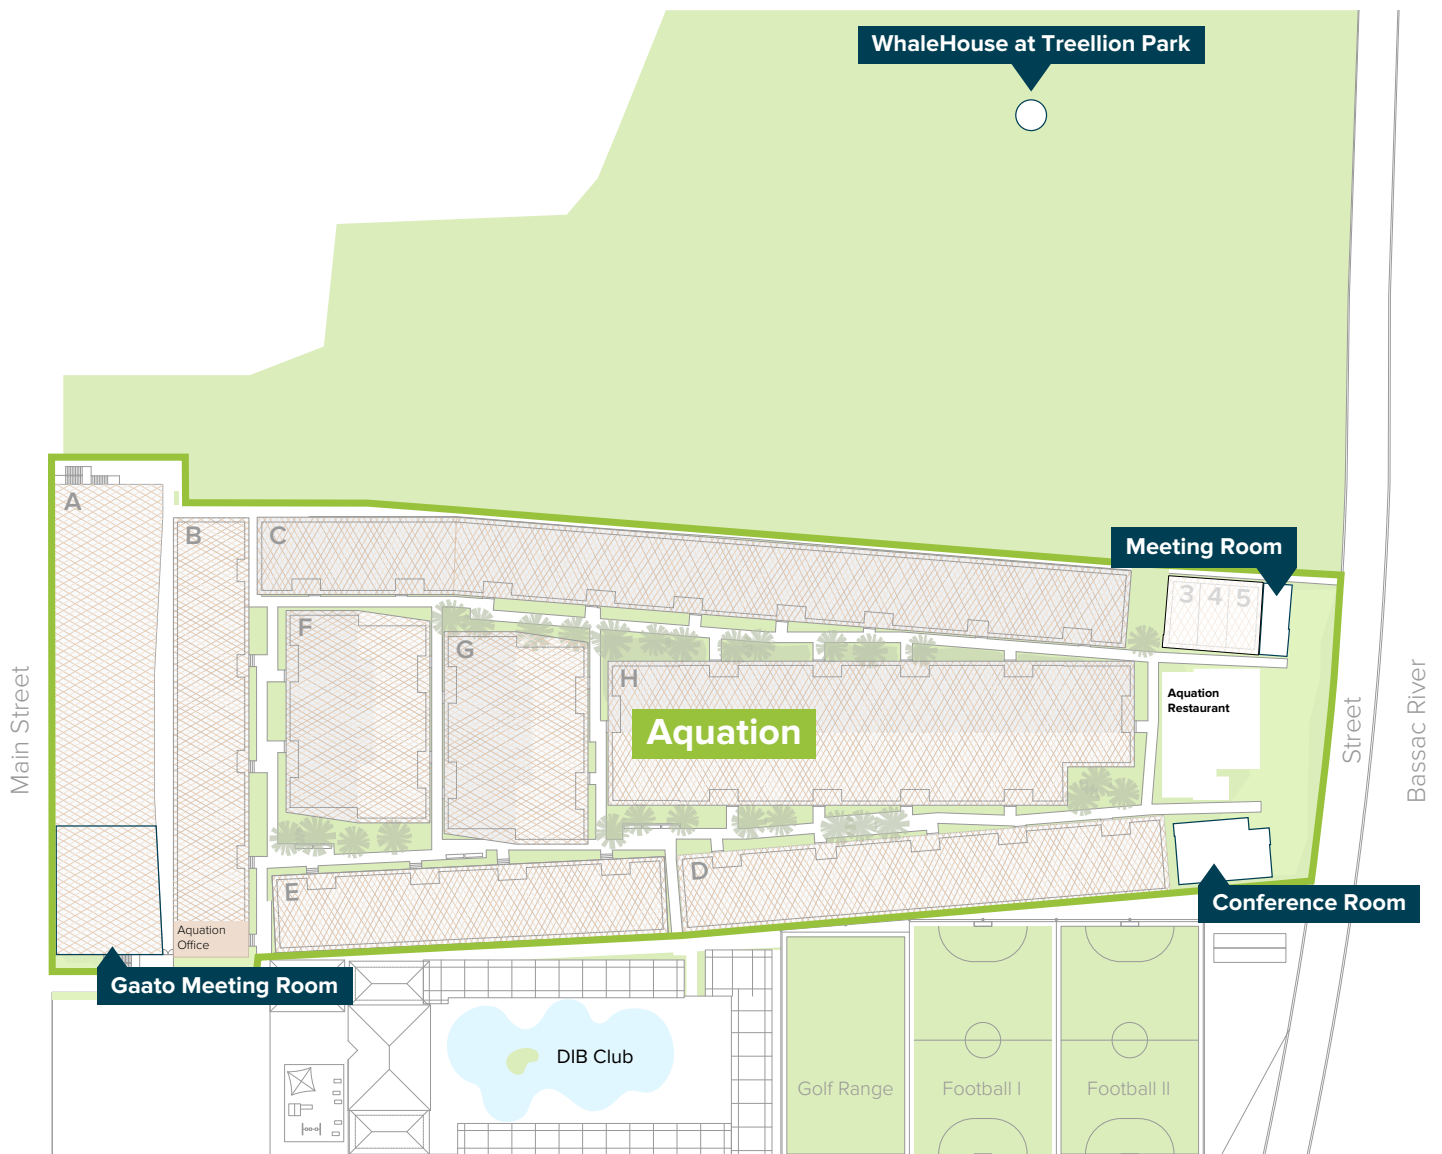 WhaleHouse at Treellion Park
A
B
C
Meeting Room
3 4 5
F
G
H
Aquation
Aquation
Restaurant
Main Street
Street
Bassac River
E
D
Aquation
Office
Conference Room
Gaato Meeting Room
DIB Club
Golf Range
Football I
Football II